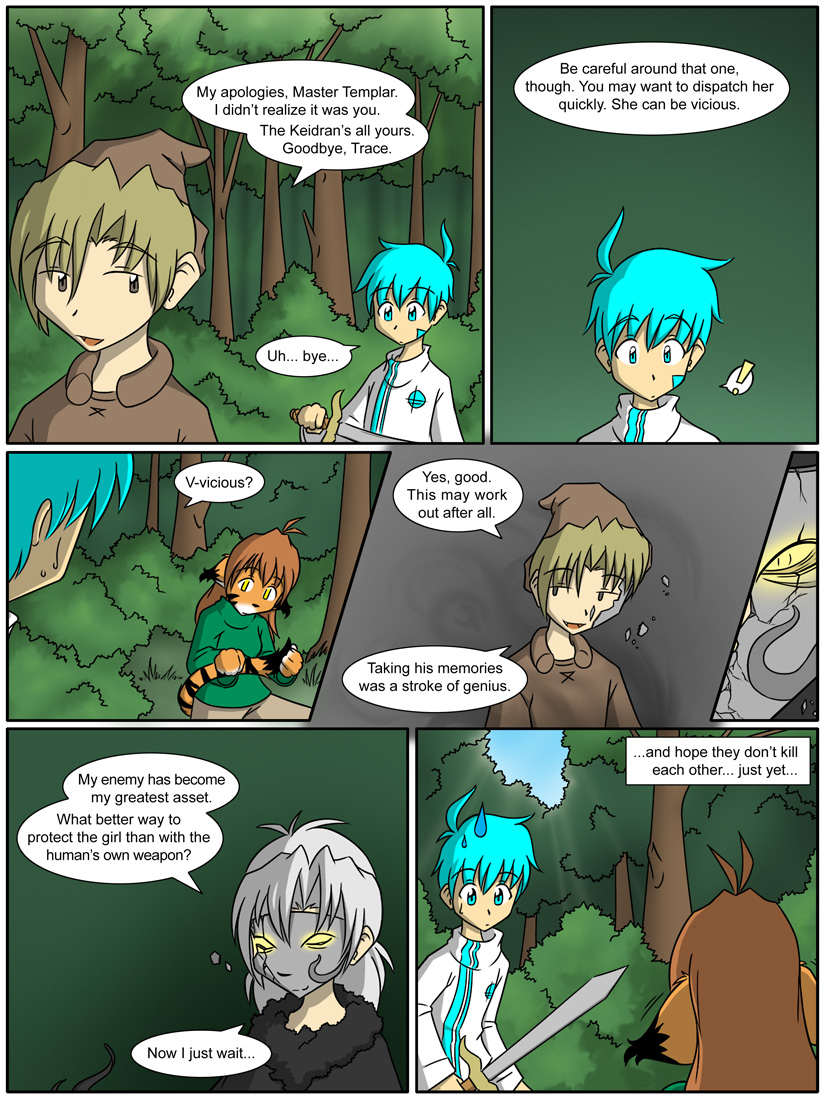 My apologies, Master Templar.
I didn't realize it was you.
The Keidran's all yours.
Goodbye, Trace.
Uh... bye...
Be careful around that one,
though. You may want to dispatch her
quickly. She can be vicious.
V-vicious?
Yes, good.
This may work
out after all.
Taking his memories
was a stroke of genius.
My enemy has become
my greatest asset.
What better way to
protect the girl than with the
human's own weapon?
Now I just wait...
...and hope they don't kill
each other... just yet...